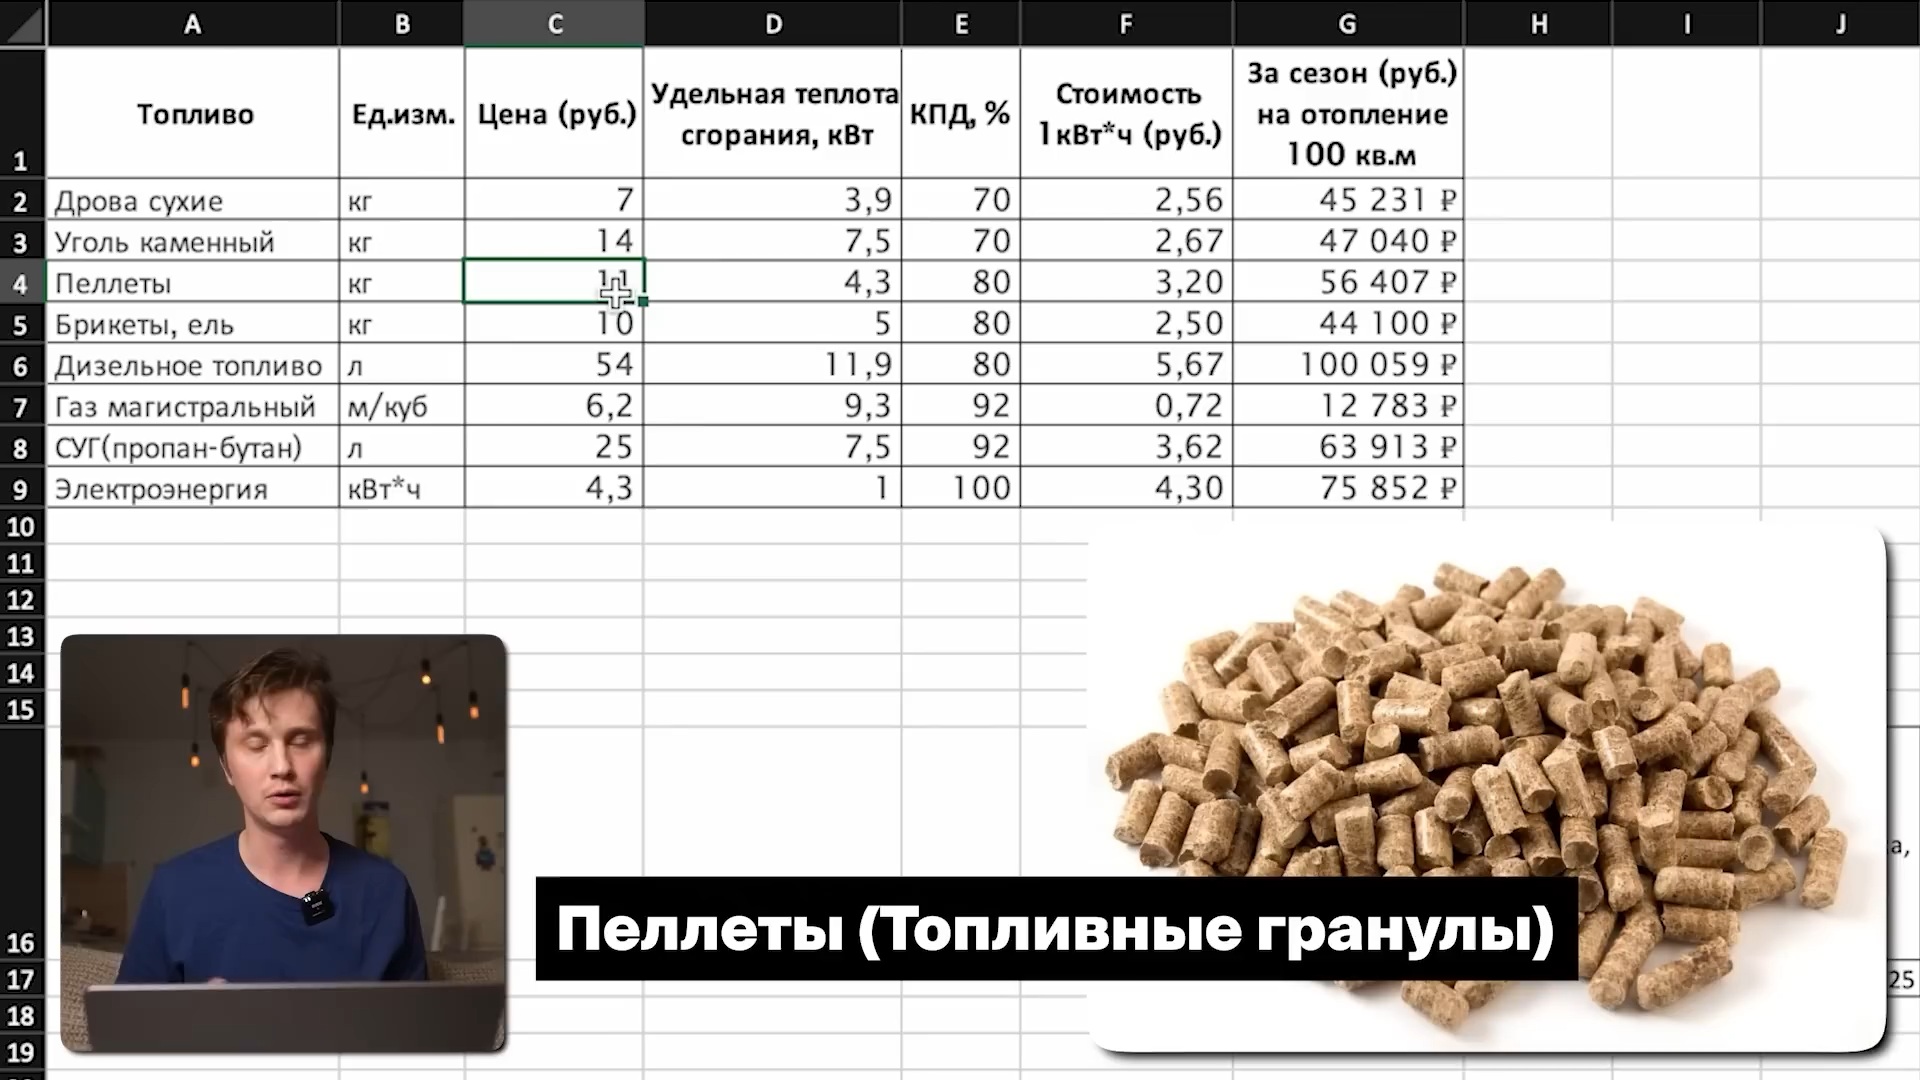 A B C D E F G H I J
1 Топливо Ед.изм. Цена (руб.) Удельная теплота сгорания, кВт КПД, % Стоимость 1кВт*ч (руб.) За сезон (руб.) на отопление 100 кв.м
2 Дрова сухие кг 7 3,9 70 2,56 45 231 ₽
3 Уголь каменный кг 14 7,5 70 2,67 47 040 ₽
4 Пеллеты кг 11 4,3 80 3,20 56 407 ₽
5 Брикеты, ель кг 10 5 80 2,50 44 100 ₽
6 Дизельное топливо л 54 11,9 80 5,67 100 059 ₽
7 Газ магистральный м/куб 6,2 9,3 92 0,72 12 783 ₽
8 СУГ(пропан-бутан) л 25 7,5 92 3,62 63 913 ₽
9 Электроэнергия кВт*ч 4,3 1 100 4,30 75 852 ₽
10
11
12
13
14
15
16 а,
17 25
18
19
Пеллеты (Топливные гранулы)